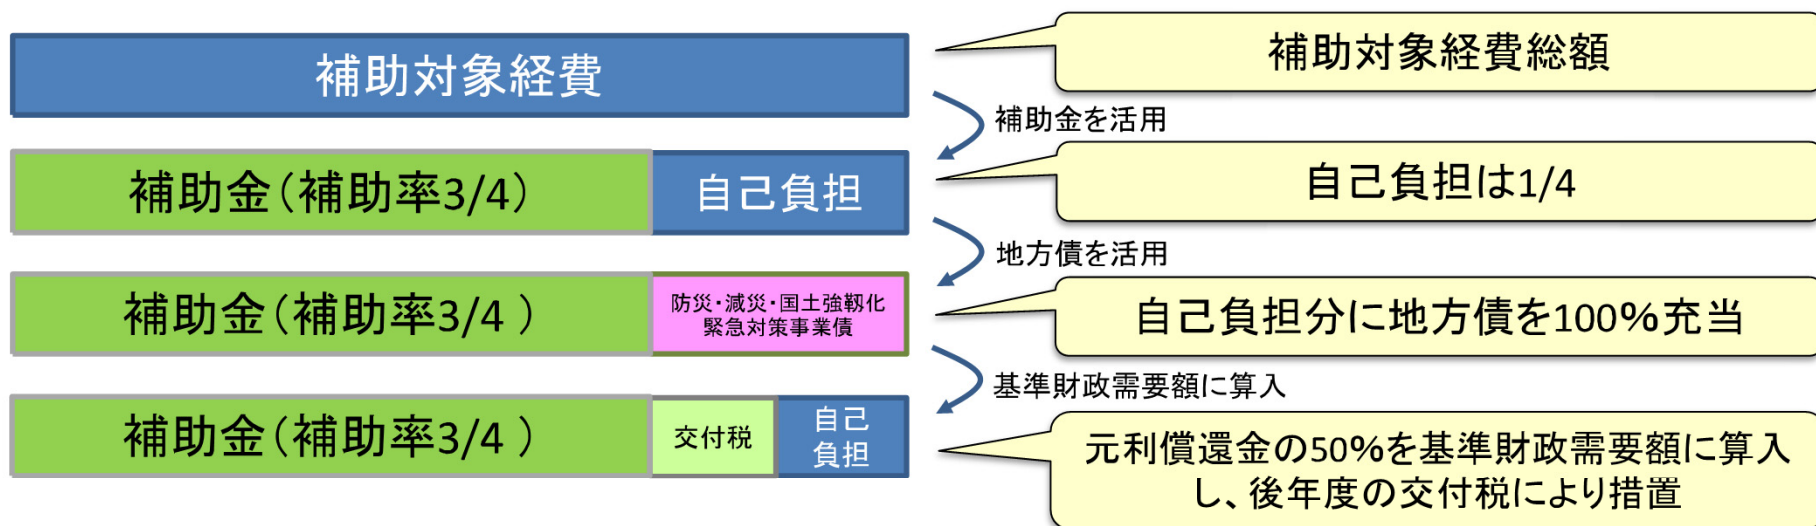 補助対象経費
補助対象経費総額
補助金を活用
補助金（補助率3/4）
自己負担
自己負担は1/4
地方債を活用
補助金（補助率3/4 ）
防災・減災・国土強靱化
緊急対策事業債
自己負担分に地方債を100%充当
基準財政需要額に算入
補助金（補助率3/4 ）
交付税
自己
負担
元利償還金の50%を基準財政需要額に算入
し、後年度の交付税により措置